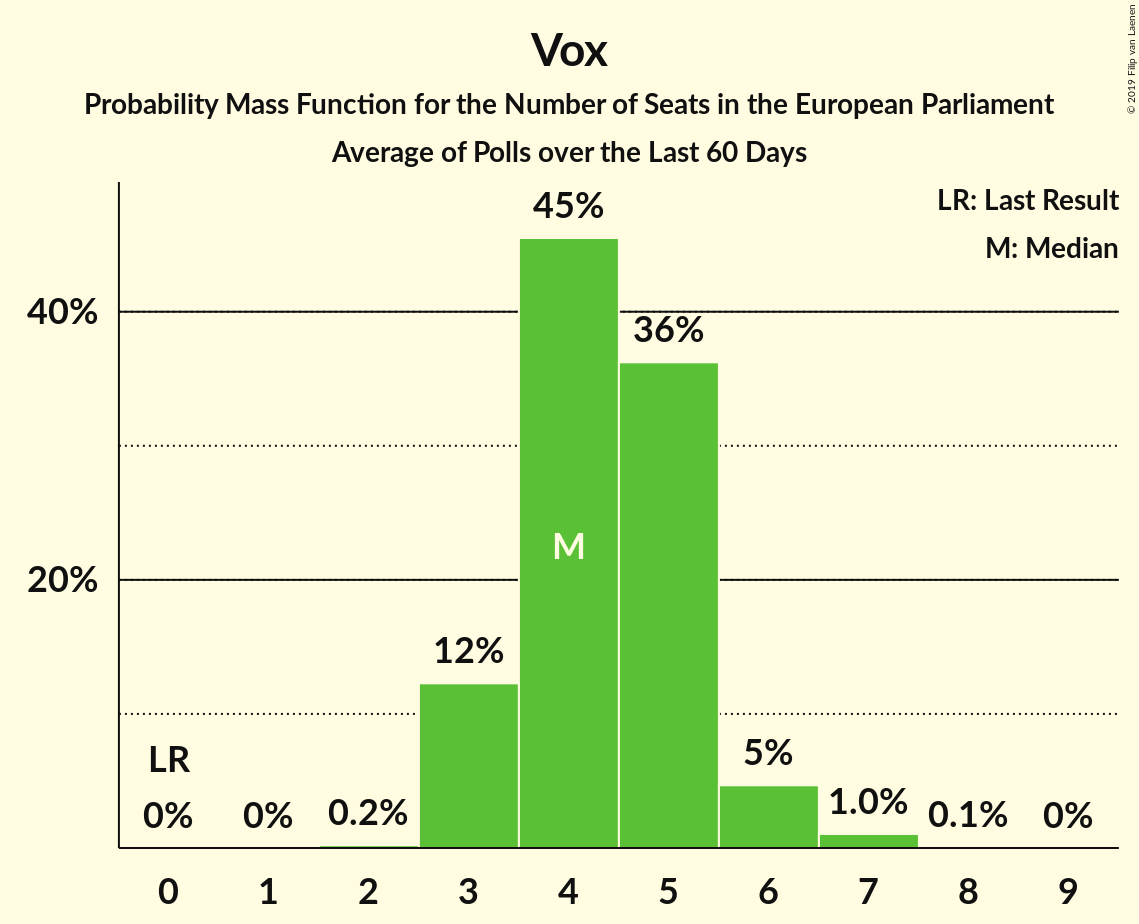 Vox
Probability Mass Function for the Number of Seats in the European Parliament
Average of Polls over the Last 60 Days
© 2019 Filip van Laenen
LR: Last Result
M: Median
45%
40%
36%
M
20%
12%
LR
5%
0% 0% 0.2% 1.0% 0.1% 0%
0 1 2 3 4 5 6 7 8 9